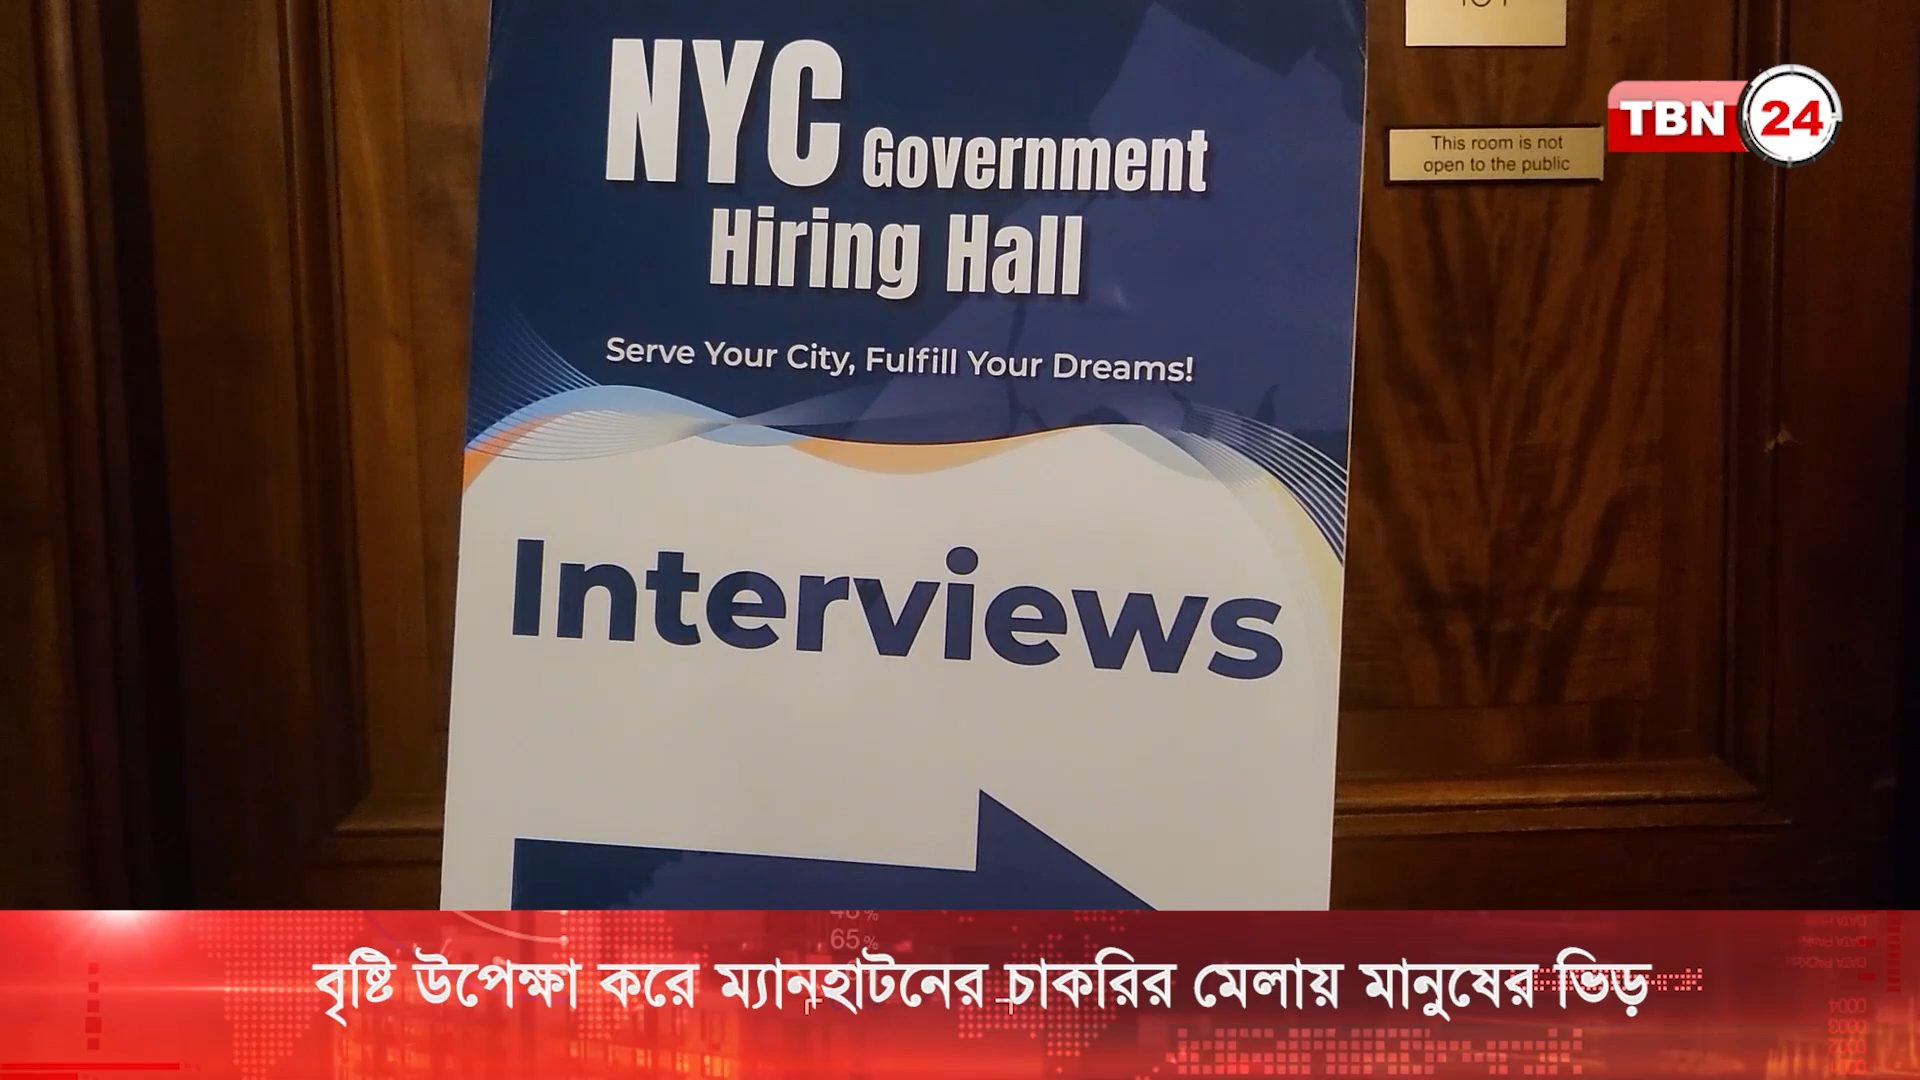 NYC Government
Hiring Hall
Serve Your City, Fulfill Your Dreams!
Interviews
This room is not
open to the public
TBN 24
65%
বৃষ্টি উপেক্ষা করে ম্যানহাটনের চাকরির মেলায় মানুষের ভিড়